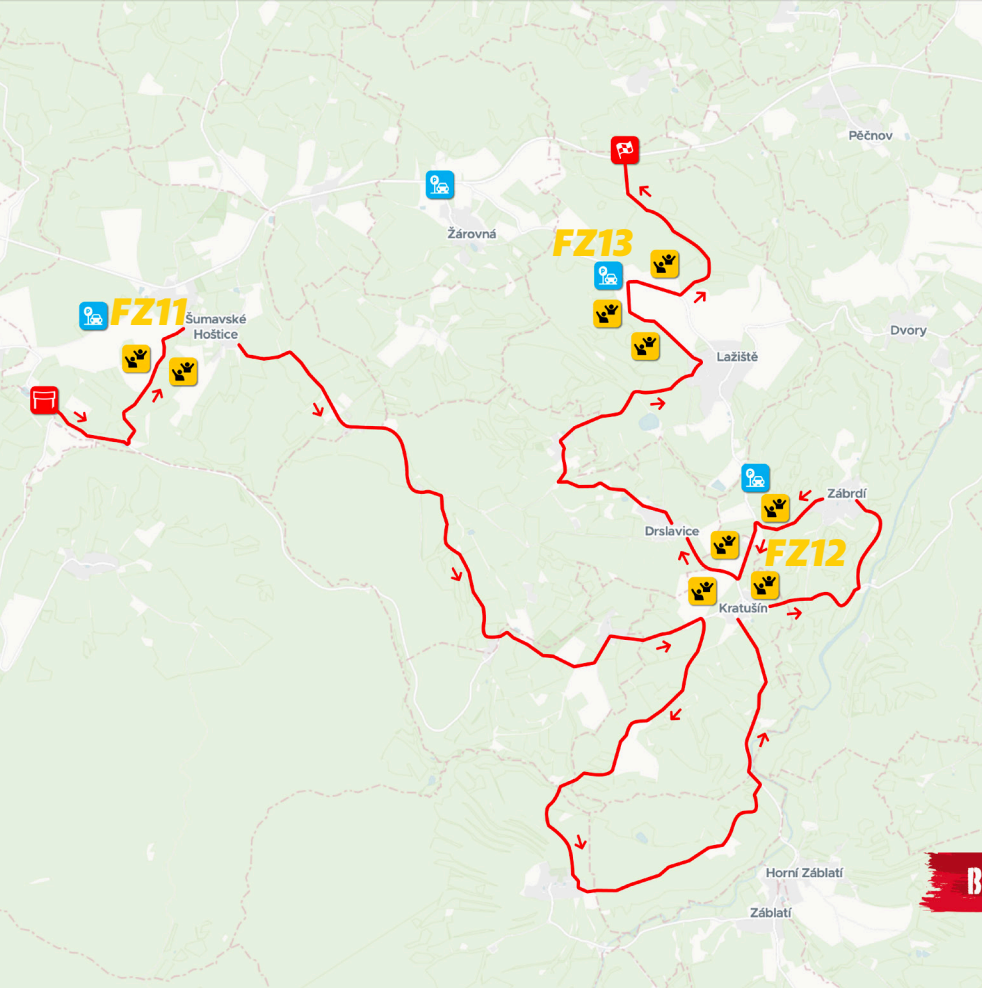 Pěčnov
Žárovná
FZ13
FZ11
Šumavské
Hoštice
Dvory
Lažiště
Zábrdí
Drslavice
FZ12
Kratušín
Horní Záblatí
B
Záblatí